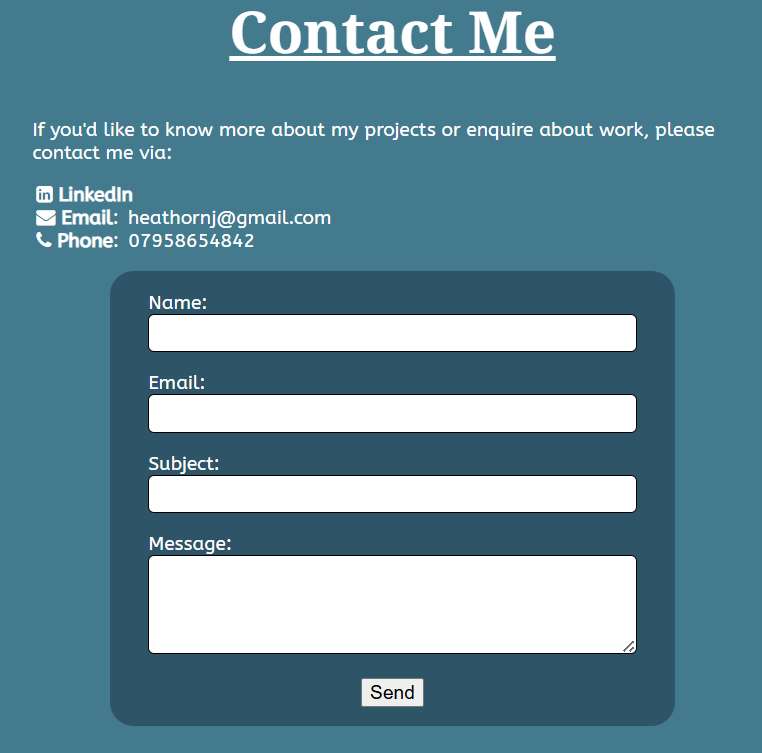 Contact Me
If you'd like to know more about my projects or enquire about work, please
contact me via:
LinkedIn
Email: heathornj@gmail.com
Phone: 07958654842
Name:
Email:
Subject:
Message:
Send